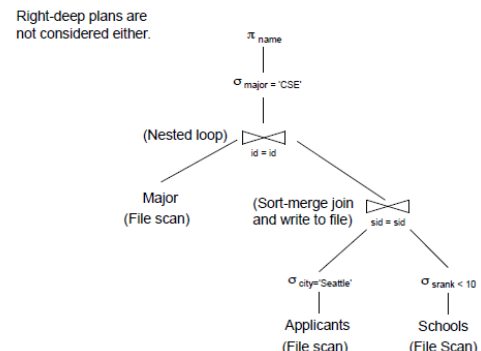 Right-deep plans are
not considered either.
π name
σ major = 'CSE'
(Nested loop)
id = id
Major
(File scan)
(Sort-merge join
and write to file)
sid = sid
σ city='Seattle'
σ srank < 10
Applicants
(File scan)
Schools
(File Scan)